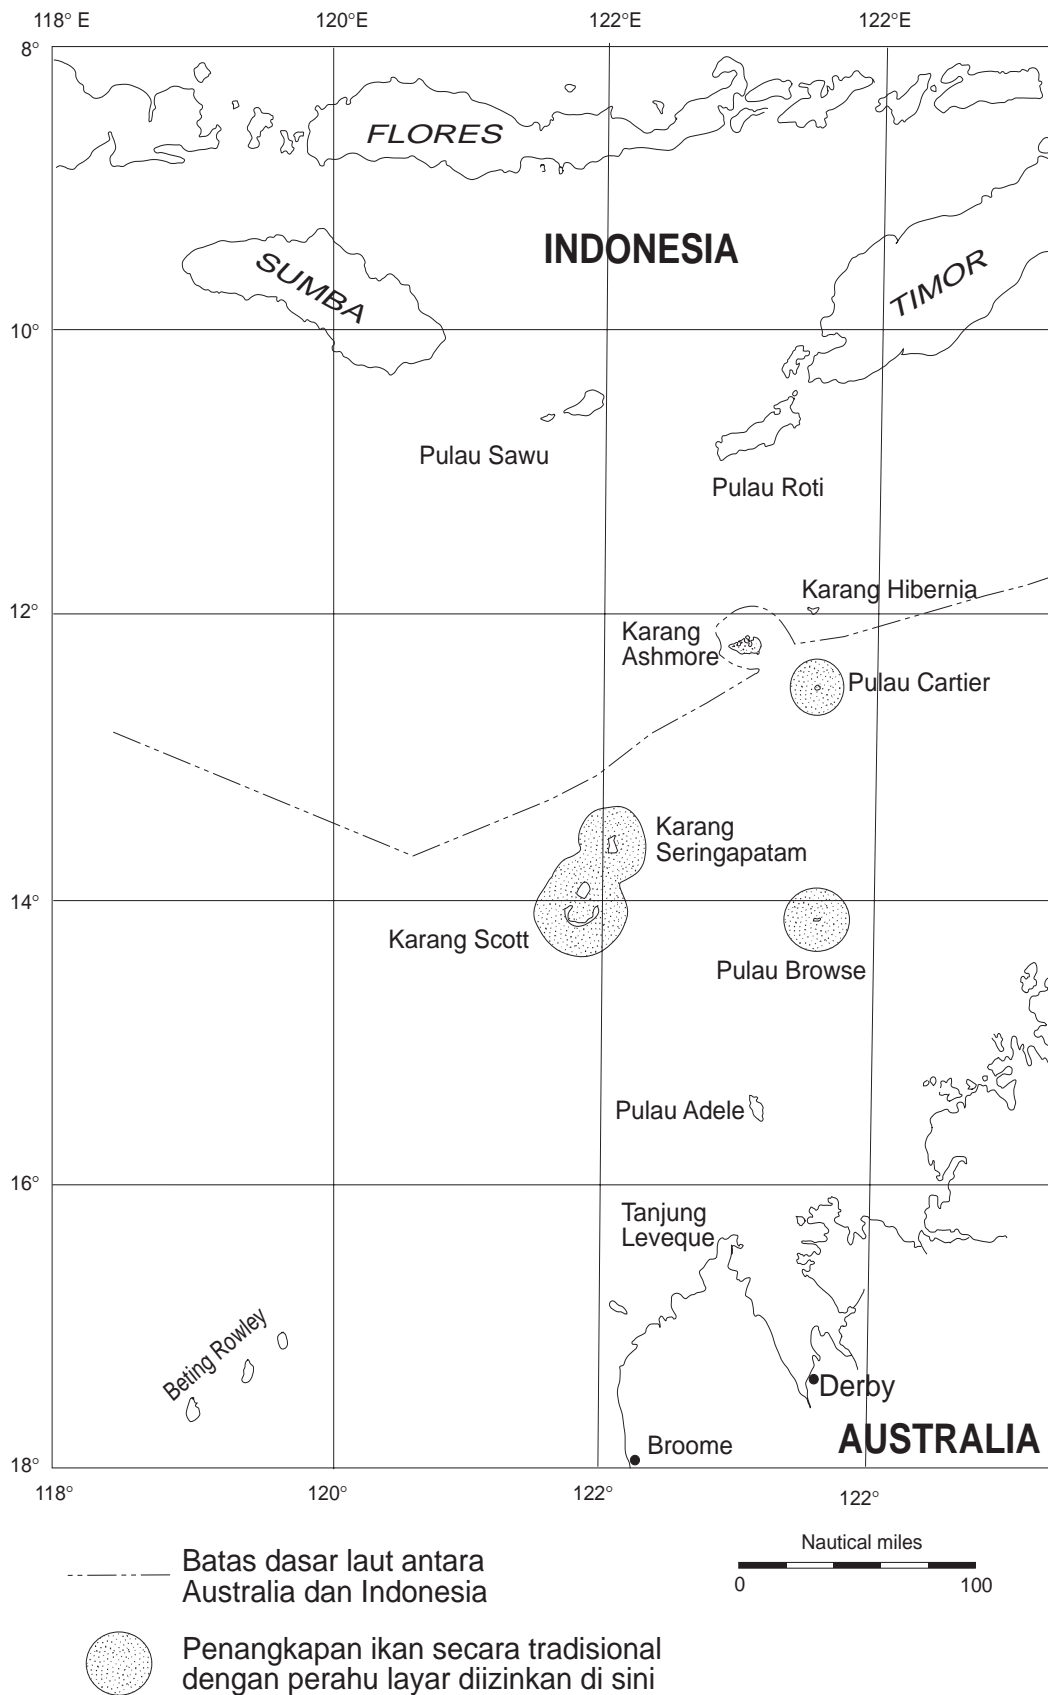 118° E
120°E
122°E
122°E
8°
FLORES
INDONESIA
SUMBA
TIMOR
10°
Pulau Sawu
Pulau Roti
12°
Karang Hibernia
Karang
Ashmore
Pulau Cartier
Karang
Seringapatam
14°
Karang Scott
Pulau Browse
Pulau Adele
16°
Tanjung
Leveque
Beting Rowley
Derby
Broome
AUSTRALIA
18°
118°
120°
122°
122°
Batas dasar laut antara
Australia dan Indonesia
Nautical miles
0
100
Penangkapan ikan secara tradisional
dengan perahu layar diizinkan di sini